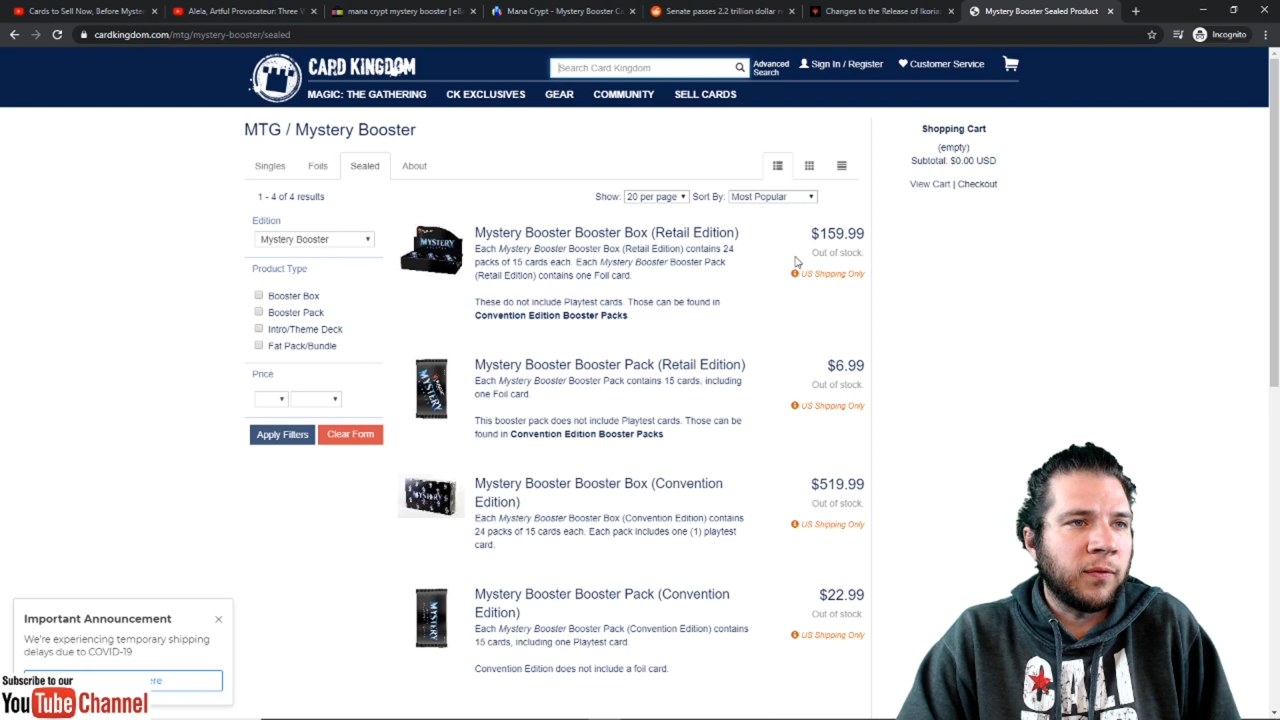 Cards to Sell Now, Before Myster
Alela, Artful Provocateur: Three
mana crypt mystery booster | e
Mana Crypt - Mystery Booster C
Senate passes 2.2 trillion dollar
Changes to the Release of Ikoria
Mystery Booster Sealed Product
cardkingdom.com/mtg/mystery-booster/sealed
Incognito
CARD KINGDOM
Search Card Kingdom
Advanced Search
Sign In / Register
Customer Service
MAGIC: THE GATHERING
CK EXCLUSIVES
GEAR
COMMUNITY
SELL CARDS
MTG / Mystery Booster
Shopping Cart
(empty)
Subtotal: $0.00 USD
View Cart | Checkout
Singles
Foils
Sealed
About
1 - 4 of 4 results
Show: 20 per page
Sort By: Most Popular
Edition
Mystery Booster
Product Type
Booster Box
Booster Pack
Intro/Theme Deck
Fat Pack/Bundle
Price
Apply Filters
Clear Form
Mystery Booster Booster Box (Retail Edition)
Each Mystery Booster Booster Box (Retail Edition) contains 24
packs of 15 cards each. Each Mystery Booster Booster Pack
(Retail Edition) contains one Foil card.
These do not include Playtest cards. Those can be found in
Convention Edition Booster Packs
$159.99
Out of stock.
US Shipping Only
Mystery Booster Booster Pack (Retail Edition)
Each Mystery Booster Booster Pack contains 15 cards, including
one Foil card.
This booster pack does not include Playtest cards. Those can be
found in Convention Edition Booster Packs
$6.99
Out of stock.
US Shipping Only
Mystery Booster Booster Box (Convention
Edition)
Each Mystery Booster Booster Box (Convention Edition) contains
24 packs of 15 cards each. Each pack includes one (1) playtest
card.
$519.99
Out of stock.
US Shipping Only
Mystery Booster Booster Pack (Convention
Edition)
Each Mystery Booster Booster Pack (Convention Edition) contains
15 cards, including one Playtest card.
Convention Edition does not include a foil card.
$22.99
Out of stock.
US Shipping Only
MYSTERY
MYSTERY
MYSTERY
MYSTERY
Important Announcement
We're experiencing temporary shipping
delays due to COVID-19
Subscribe to our
YouTube Channel